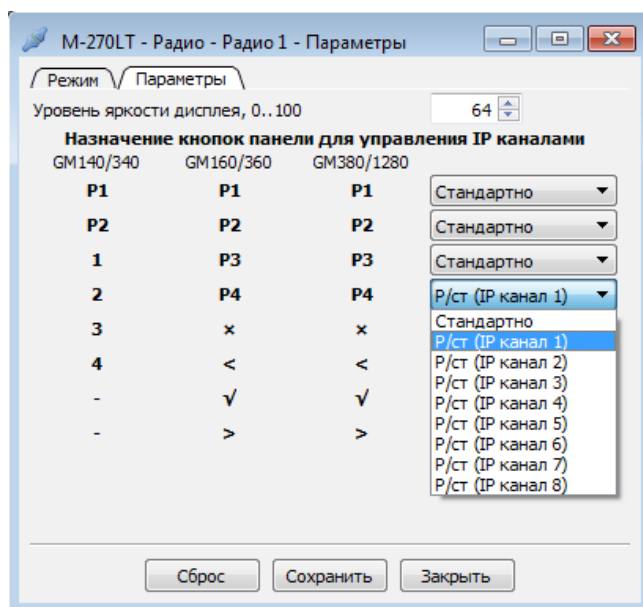 M-270LT - Радио - Радио 1 - Параметры
Режим Параметры
Уровень яркости дисплея, 0..100 64
Назначение кнопок панели для управления IP каналами
GM140/340 GM160/360 GM380/1280
P1 P1 P1 Стандартно
P2 P2 P2 Стандартно
1 P3 P3 Стандартно
2 P4 P4 Р/ст (IP канал 1)
3 × × Стандартно
Р/ст (IP канал 1)
4 < < Р/ст (IP канал 2)
Р/ст (IP канал 3)
- √ √ Р/ст (IP канал 4)
Р/ст (IP канал 5)
- > > Р/ст (IP канал 6)
Р/ст (IP канал 7)
Р/ст (IP канал 8)
Сброс Сохранить Закрыть